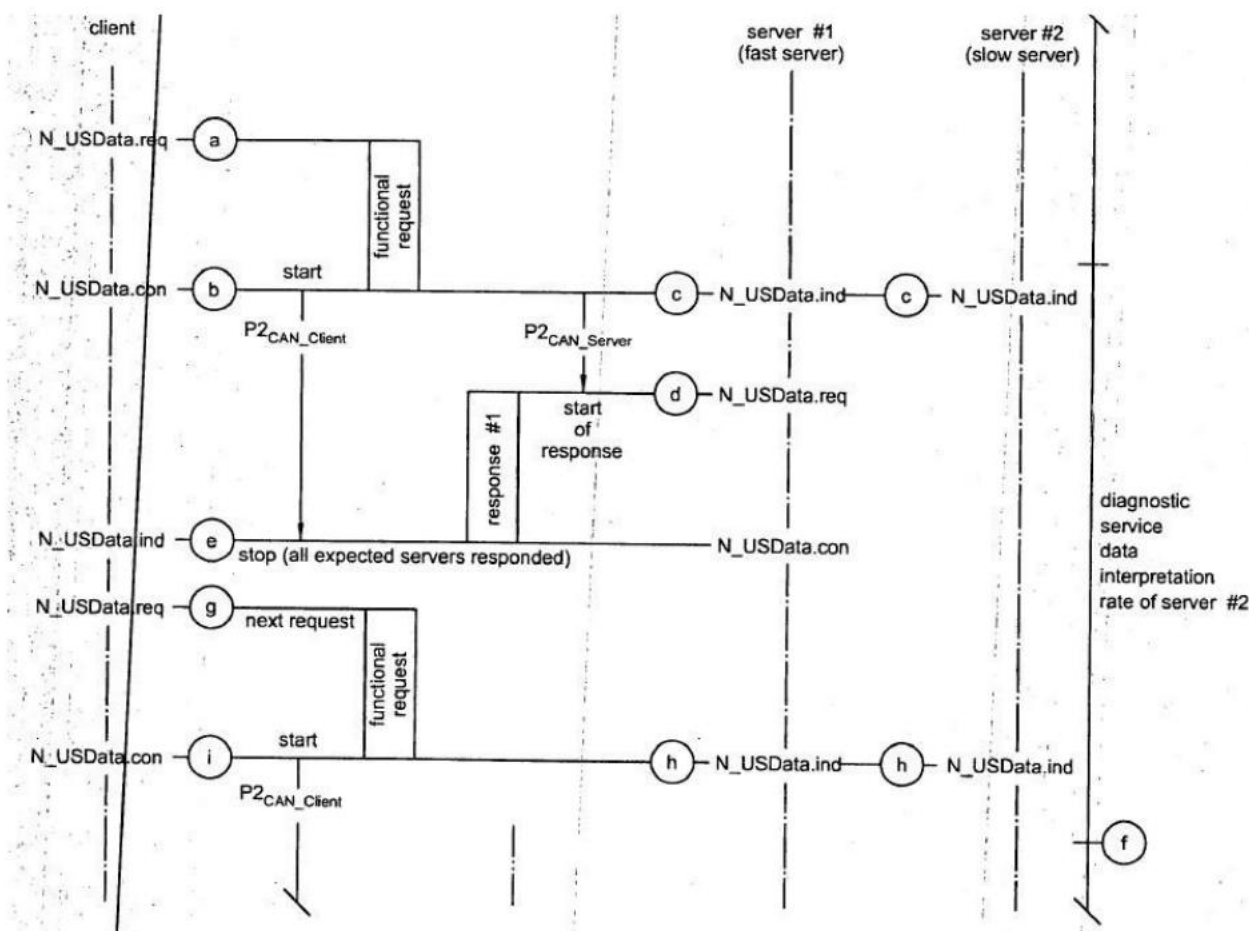 client
server #1
(fast server)
server #2
(slow server)
N_USData.req
a
functional
request
N_USData.con
b
start
c
N_USData.ind
c
N_USData.ind
P2CAN_Client
P2CAN_Server
d
N_USData.req
start
of
response
response #1
diagnostic
service
data
interpretation
rate of server #2
N_USData.ind
e
stop (all expected servers responded)
N_USData.con
N_USData.req
g
next request
functional
request
N_USData.con
i
start
h
N_USData.ind
h
N_USData.ind
P2CAN_Client
f